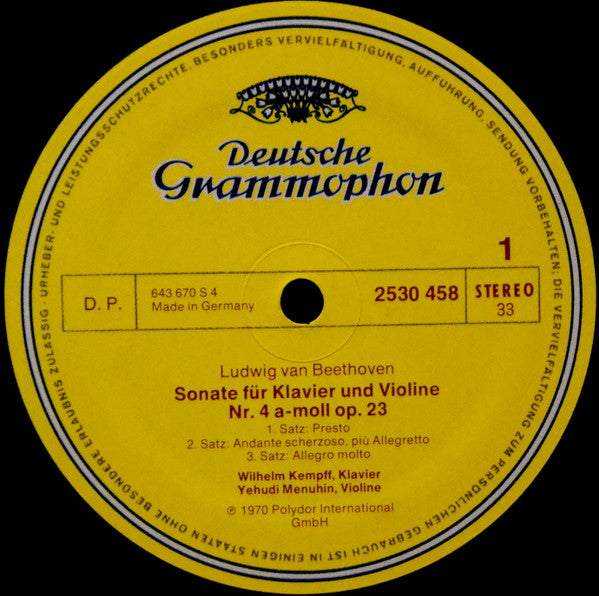 Deutsche
Grammophon
1
D. P.
643 670 S 4
Made in Germany
2530 458
STEREO
33
Ludwig van Beethoven
Sonate für Klavier und Violine
Nr. 4 a-moll op. 23
1. Satz: Presto
2. Satz: Andante scherzoso, più Allegretto
3. Satz: Allegro molto
Wilhelm Kempff, Klavier
Yehudi Menuhin, Violine
℗ 1970 Polydor International
GmbH
URHEBER- UND LEISTUNGSSCHUTZRECHTE, BESONDERS VERVIELFÄLTIGUNG, AUFFÜHRUNG, SENDUNG VORBEHALTEN; DIE VERVIELFÄLTIGUNG ZUM PERSÖNLICHEN GEBRAUCH IST IN EINIGEN STAATEN OHNE BESONDERE ERLAUBNIS ZULÄSSIG ·